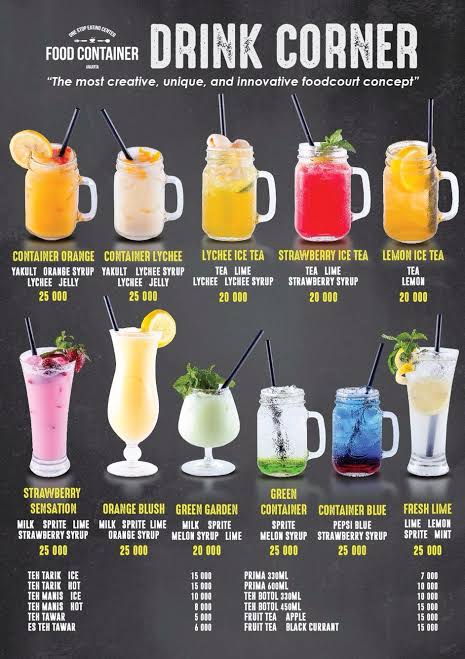 ONE STOP EATING CENTER
FOOD CONTAINER
JAKARTA
DRINK CORNER
“The most creative, unique, and innovative foodcourt concept”
CONTAINER ORANGE
YAKULT ORANGE SYRUP
LYCHEE JELLY
25 000
CONTAINER LYCHEE
YAKULT LYCHEE SYRUP
LYCHEE JELLY
25 000
LYCHEE ICE TEA
TEA LIME
LYCHEE LYCHEE SYRUP
20 000
STRAWBERRY ICE TEA
TEA LIME
STRAWBERRY SYRUP
20 000
LEMON ICE TEA
TEA
LEMON
20 000
STRAWBERRY
SENSATION
MILK SPRITE LIME
STRAWBERRY SYRUP
25 000
ORANGE BLUSH
MILK SPRITE LIME
ORANGE SYRUP
25 000
GREEN GARDEN
MILK SPRITE
MELON SYRUP LIME
20 000
GREEN
CONTAINER
SPRITE
MELON SYRUP
25 000
CONTAINER BLUE
PEPSI BLUE
STRAWBERRY SYRUP
25 000
FRESH LIME
LIME LEMON
SPRITE MINT
25 000
TEH TARIK ICE 15 000
TEH TARIK HOT 15 000
TEH MANIS ICE 10 000
TEH MANIS HOT 8 000
TEH TAWAR 5 000
ES TEH TAWAR 6 000
PRIMA 330ML 7 000
PRIMA 600ML 10 000
TEH BOTOL 330ML 10 000
TEH BOTOL 450ML 15 000
FRUIT TEA APPLE 15 000
FRUIT TEA BLACK CURRANT 15 000